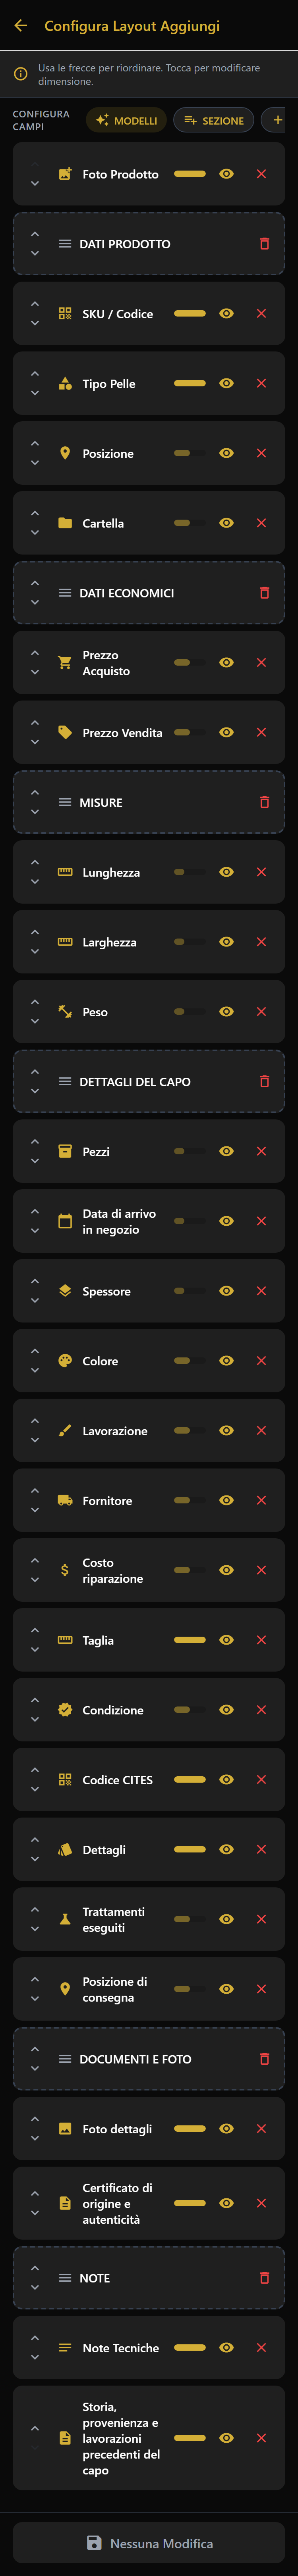 Configura Layout Aggiungi
Usa le frecce per riordinare. Tocca per modificare
dimensione.
CONFIGURA
CAMPI
MODELLI
SEZIONE
Foto Prodotto
DATI PRODOTTO
SKU / Codice
Tipo Pelle
Posizione
Cartella
DATI ECONOMICI
Prezzo
Acquisto
Prezzo Vendita
MISURE
Lunghezza
Larghezza
Peso
DETTAGLI DEL CAPO
Pezzi
Data di arrivo
in negozio
Spessore
Colore
Lavorazione
Fornitore
Costo
riparazione
Taglia
Condizione
Codice CITES
Dettagli
Trattamenti
eseguiti
Posizione di
consegna
DOCUMENTI E FOTO
Foto dettagli
Certificato di
origine e
autenticità
NOTE
Note Tecniche
Storia,
provenienza e
lavorazioni
precedenti del
capo
Nessuna Modifica